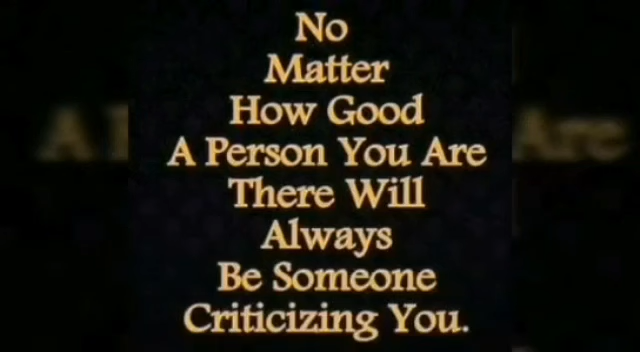 No
Matter
How Good
A Person You Are
There Will
Always
Be Someone
Criticizing You.